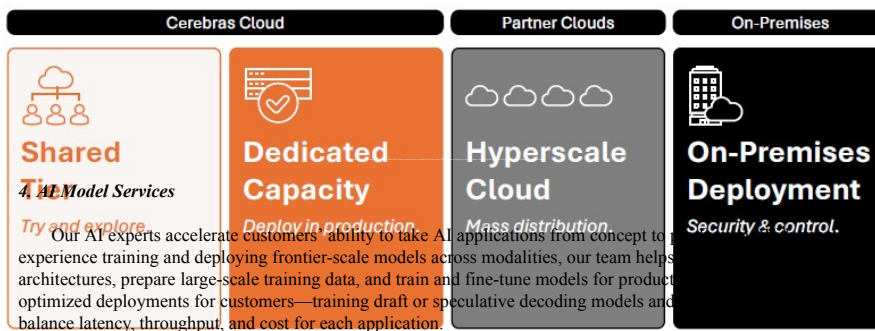 Cerebras Cloud
Partner Clouds
On-Premises
Shared
Tier
Try and explore.
Dedicated
Capacity
Deploy in production.
Hyperscale
Cloud
Mass distribution.
On-Premises
Deployment
Security & control.
4. AI Model Services
Our AI experts accelerate customers' ability to take AI applications from concept to
experience training and deploying frontier-scale models across modalities, our team helps
architectures, prepare large-scale training data, and train and fine-tune models for
optimized deployments for customers—training draft or speculative decoding models and
balance latency, throughput, and cost for each application.